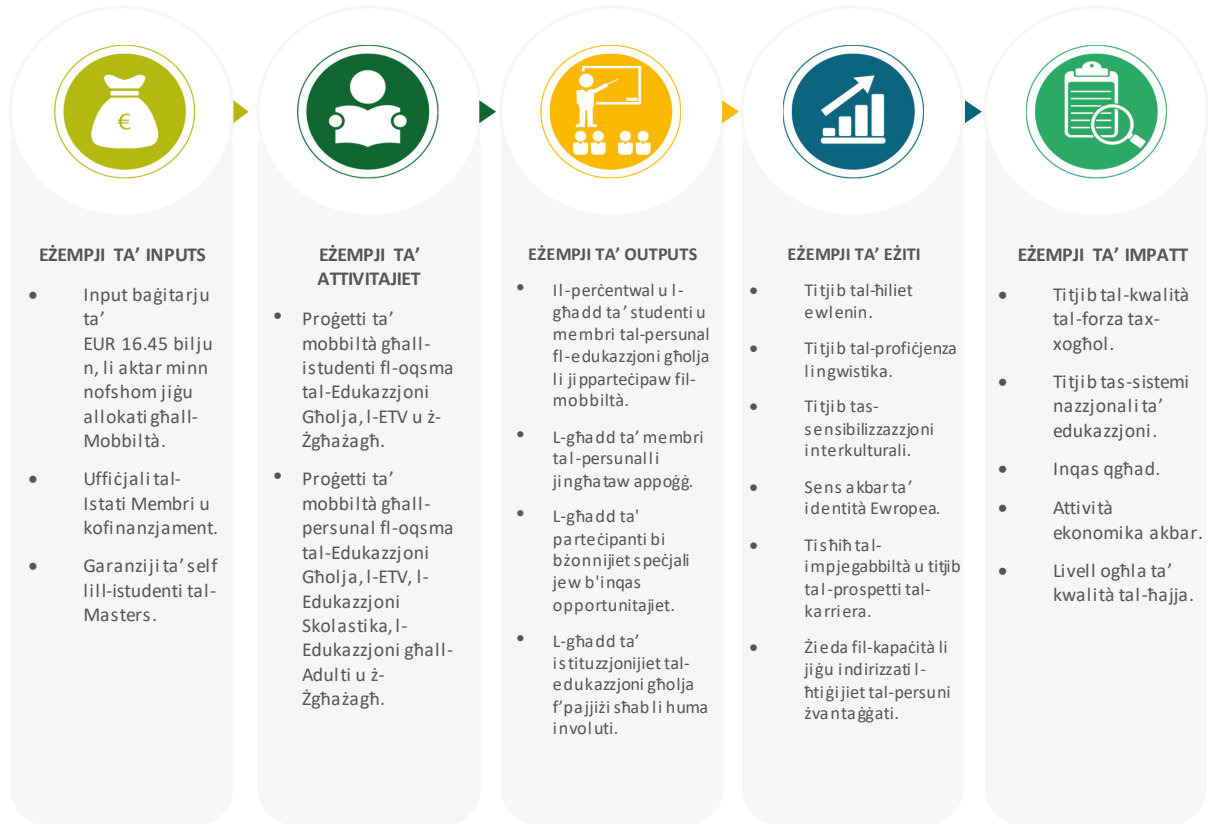 €
EŻEMPJI TA’ INPUTS
• Input baġitarju
ta’
EUR 16.45 bilju
n, li aktar minn
nofshom jiġu
allokati għall-
Mobbiltà.
• Uffiċjali tal-
Istati Membri u
kofinanzjament.
• Garanziji ta’ self
lill-istudenti tal-
Masters.
EŻEMPJI TA’
ATTIVITAJIET
• Proġetti ta’
mobbiltà għall-
istudenti fl-oqsma
tal-Edukazzjoni
Għolja, l-ETV u ż-
Żgħażagħ.
• Proġetti ta’
mobbiltà għall-
persunal fl-oqsma
tal-Edukazzjoni
Għolja, l-ETV, l-
Edukazzjoni
Skolastika, l-
Edukazzjoni għall-
Adulti u ż-
Żgħażagħ.
EŻEMPJI TA’ OUTPUTS
• Il-perċentwal u l-
għadd ta’ studenti u
membri tal-persunal
fl-edukazzjoni għolja
li jipparteċipaw fil-
mobbiltà.
• L-għadd ta’ membri
tal-persunal li
jingħataw appoġġ.
• L-għadd ta'
parteċipanti bi
bżonnijiet speċjali
jew b'inqas
opportunitajiet.
• L-għadd ta’
istituzzjonijiet tal-
edukazzjoni għolja
f’pajjiżi sħab li huma
involuti.
EŻEMPJI TA’ EŻITI
• Titjib tal-ħiliet
ewlenin.
• Titjib tal-profiċjenza
lingwistika.
• Titjib tas-
sensibilizzazzjoni
interkulturali.
• Sens akbar ta’
identità Ewropea.
• Tisħiħ tal-
impjegabbiltà u titjib
tal-prospetti tal-
karriera.
• Żieda fil-kapaċità li
jiġu indirizzati l-
ħtiġijiet tal-persuni
żvantaġġati.
EŻEMPJI TA’ IMPATT
• Titjib tal-kwalità
tal-forza tax-
xogħol.
• Titjib tas-sistemi
nazzjonali ta’
edukazzjoni.
• Inqas qgħad.
• Attività
ekonomika akbar.
• Livell ogħla ta’
kwalità tal-ħajja.